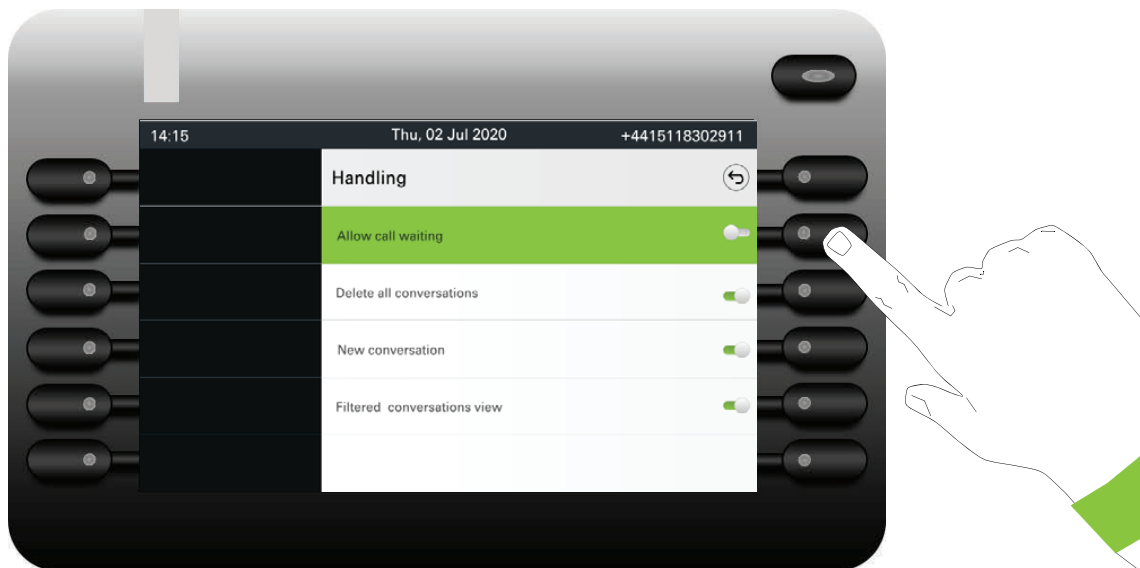 14:15 Thu, 02 Jul 2020 +4415118302911
Handling
Allow call waiting
Delete all conversations
New conversation
Filtered conversations view